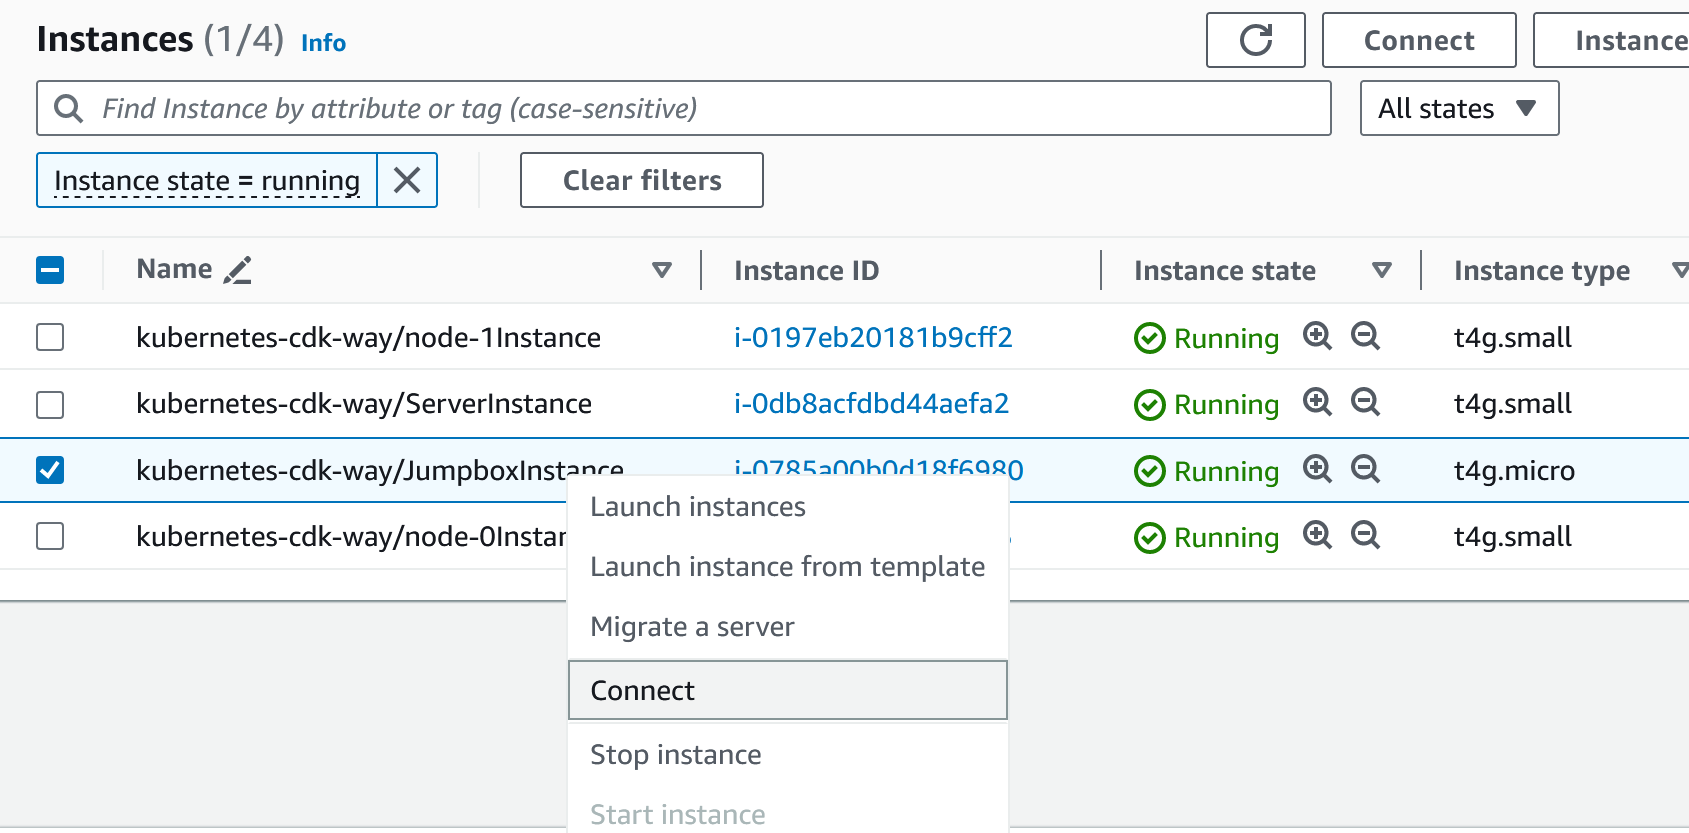 Instances (1/4) Info
Connect
Instance
Find Instance by attribute or tag (case-sensitive)
All states
Instance state = running
Clear filters
Name
Instance ID
Instance state
Instance type
kubernetes-cdk-way/node-1Instance
i-0197eb20181b9cff2
Running
t4g.small
kubernetes-cdk-way/ServerInstance
i-0db8acfdbd44aefa2
Running
t4g.small
kubernetes-cdk-way/JumpboxInstance
i-0785a00b0d18f6980
Running
t4g.micro
kubernetes-cdk-way/node-0Instan
Running
t4g.small
Launch instances
Launch instance from template
Migrate a server
Connect
Stop instance
Start instance